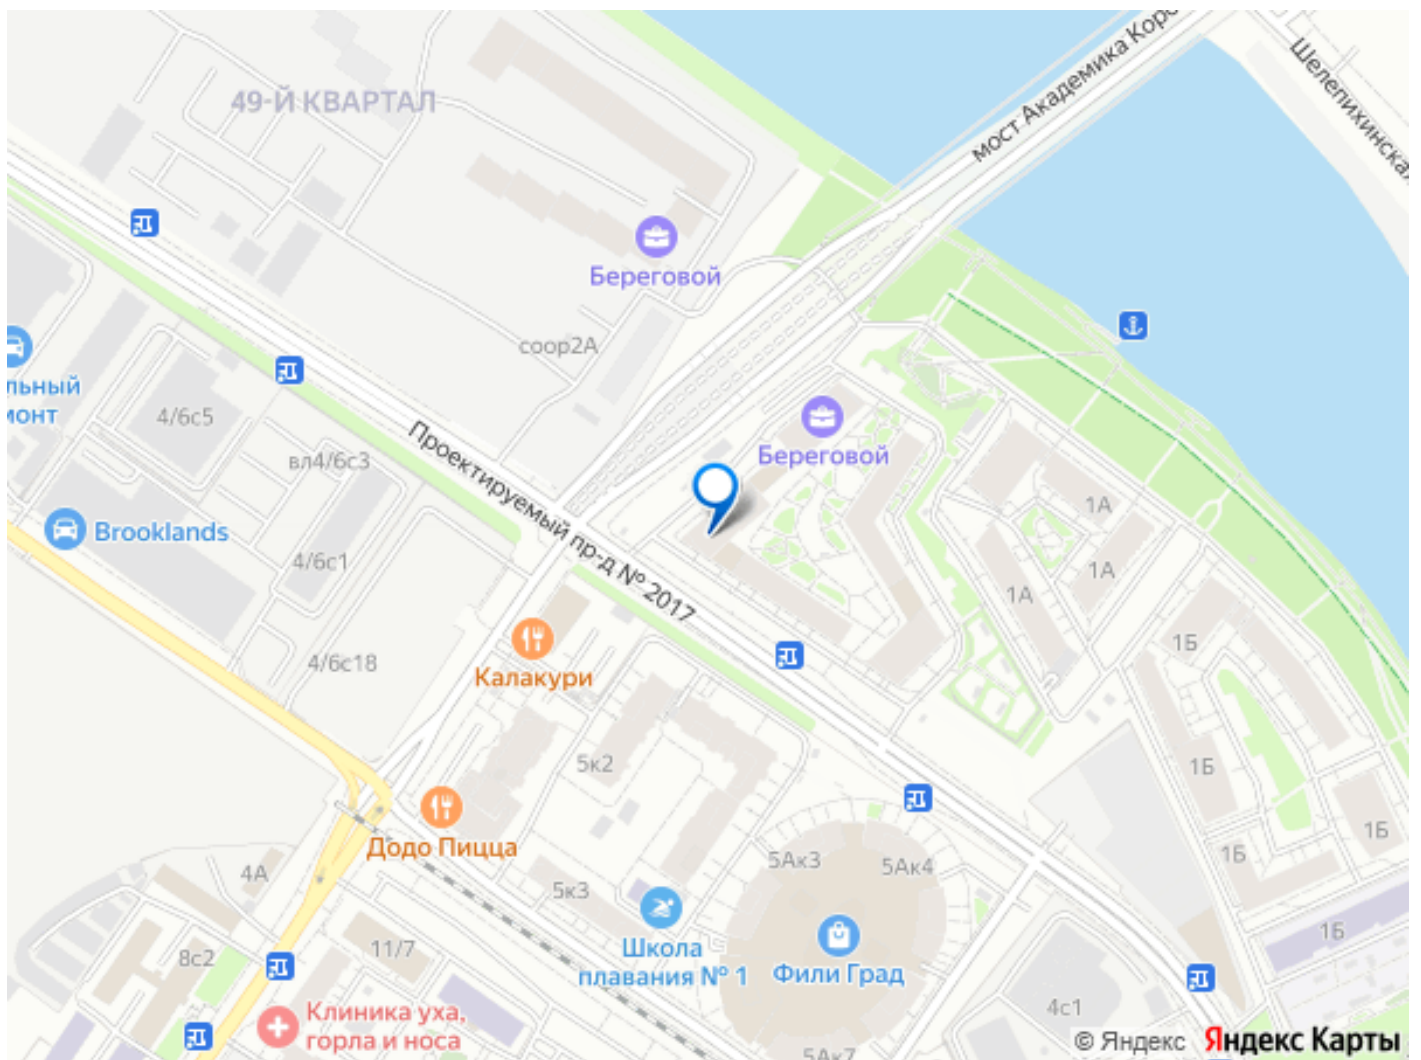 мост Академика Коро
Шелепихинская
49-Й КВАРТАЛ
Береговой
соор2А
льный
монт
4/6с5
вл4/6с3
Проектируемый пр-д № 2017
Береговой
Brooklands
4/6с1
1А
1А
1А
4/6с18
Калакури
1Б
5к2
1Б
Додо Пицца
1Б
1Б
4А
5к3
5Ак3
5Ак4
8с2
11/7
Школа
плавания № 1
Фили Град
1Б
Клиника уха,
горла и носа
4с1
5Ак7
© Яндекс Яндекс Карты